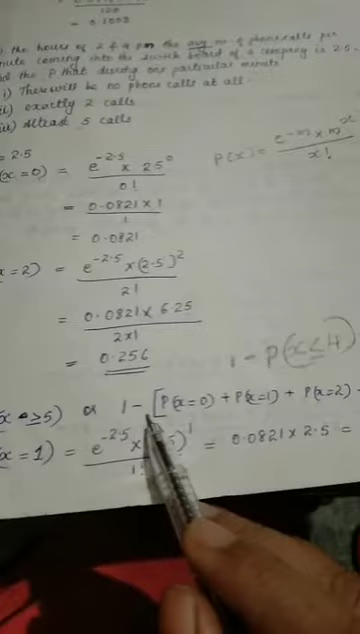 120
= 0.1008
the hours of 2 & 4 pm the avg no of phone calls per
nute coming into the switch board of a company is 2.5.
the P that during one particular minute
i) There will be no phone calls at all.
ii) exactly 2 calls
iii) Atleast 5 calls
= 2.5
P(x) = e^-m × m^x / x!
(x = 0) = e^-2.5 × 2.5^0 / 0!
= 0.0821 × 1 / 1
= 0.0821
x = 2) = e^-2.5 × (2.5)^2 / 2!
= 0.0821 × 6.25 / 2×1
= 0.256
1 - P(x ≤ 4)
(x ≥ 5) or 1 - [P(x = 0) + P(x = 1) + P(x = 2) +
(x = 1) = e^-2.5 × 5)^1 / 1! = 0.0821 × 2.5 =